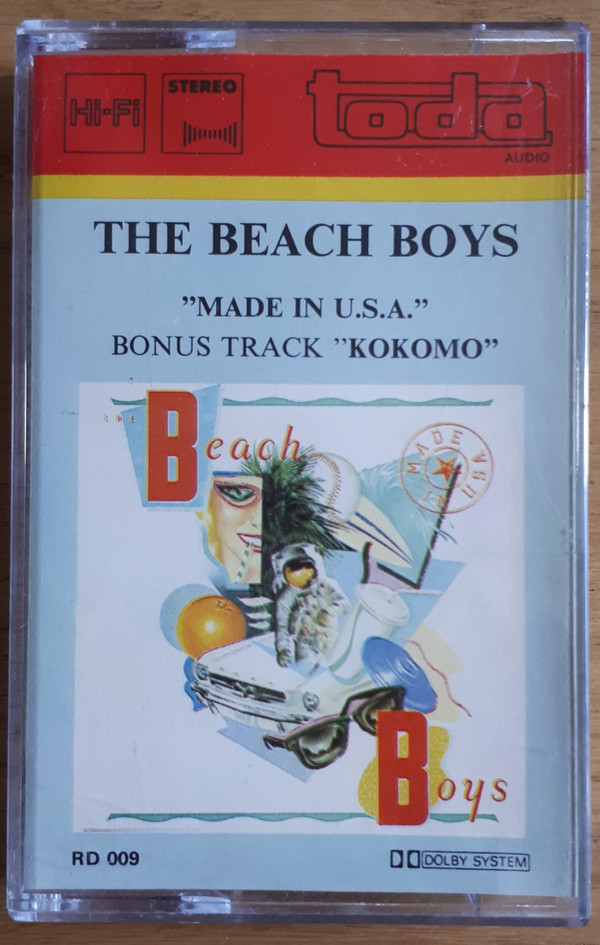 Hi-Fi
STEREO
toda
AUDIO
THE BEACH BOYS
”MADE IN U.S.A.”
BONUS TRACK ”KOKOMO”
THE
Beach
MADE IN USA
Boys
RD 009
DOLBY SYSTEM